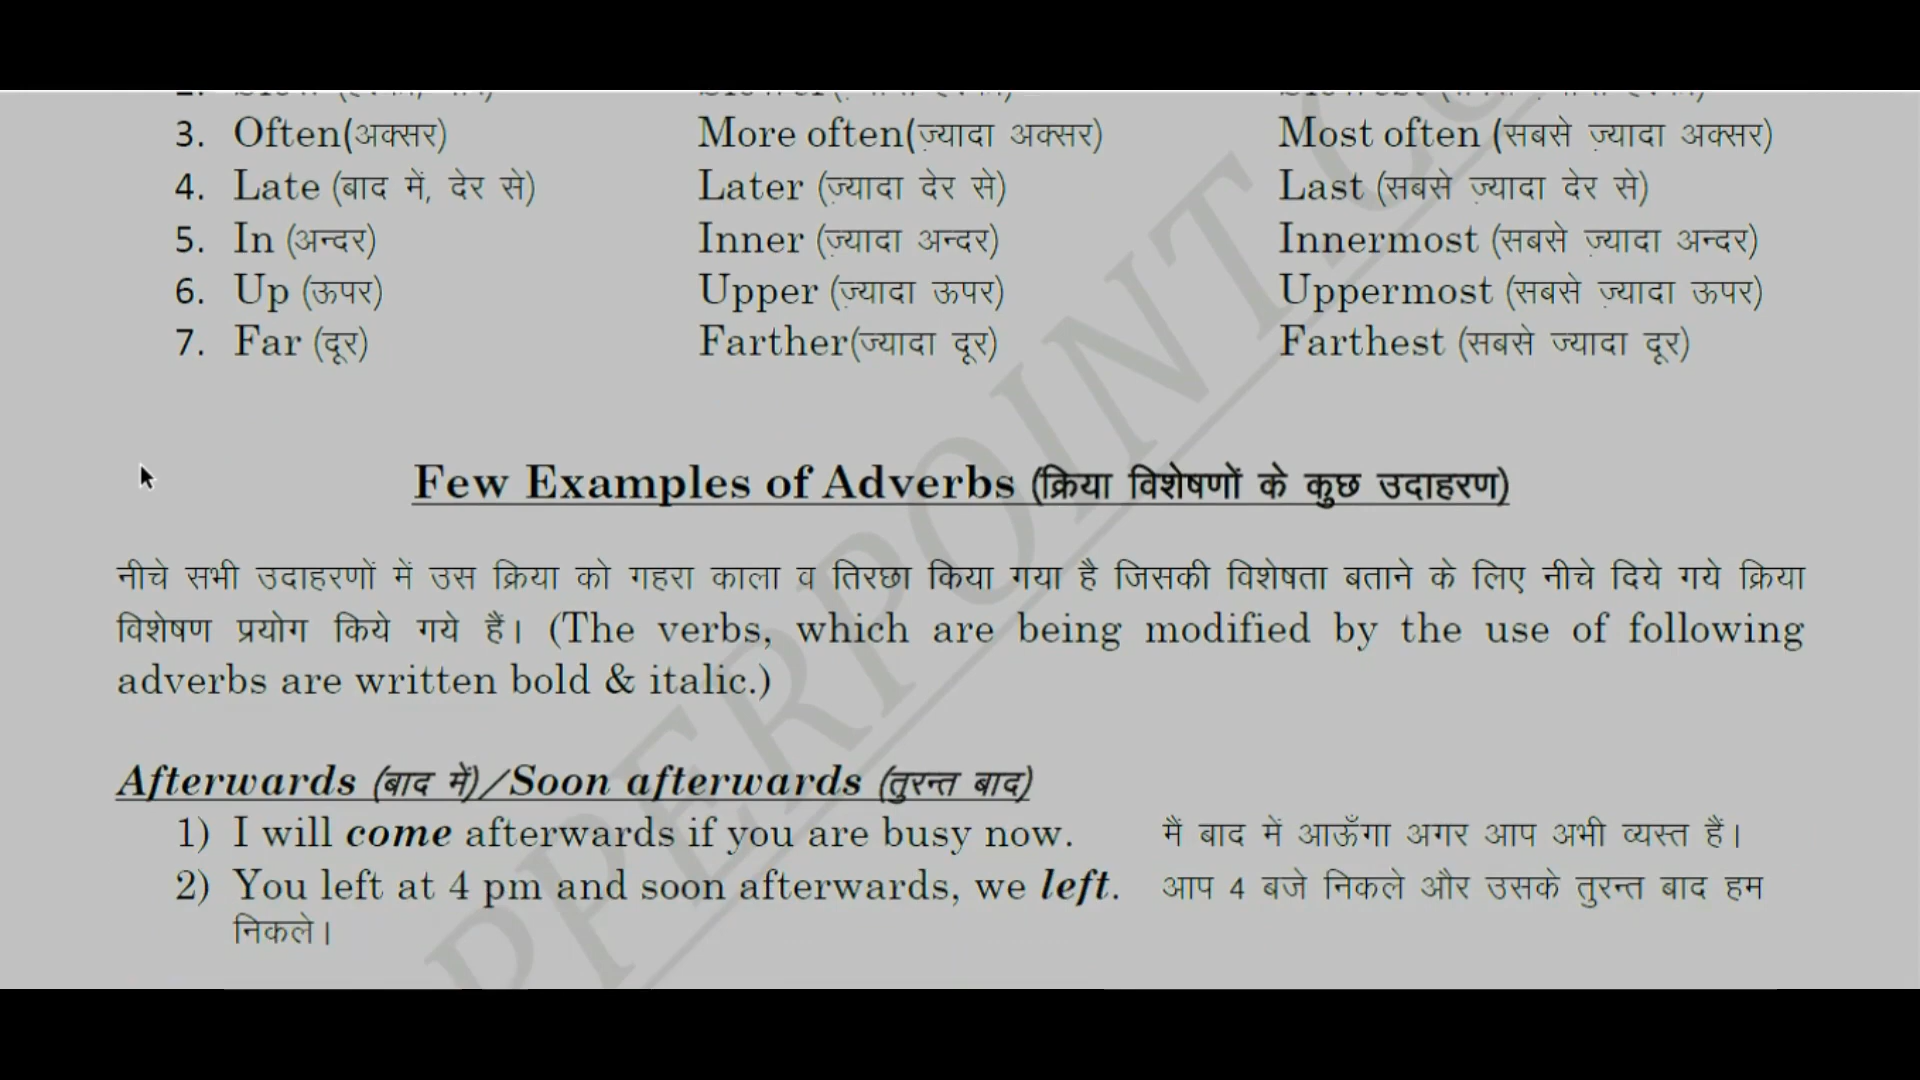 3. Often(अक्सर) More often(ज़्यादा अक्सर) Most often (सबसे ज़्यादा अक्सर)
4. Late (बाद में, देर से) Later (ज़्यादा देर से) Last (सबसे ज़्यादा देर से)
5. In (अन्दर) Inner (ज़्यादा अन्दर) Innermost (सबसे ज़्यादा अन्दर)
6. Up (ऊपर) Upper (ज़्यादा ऊपर) Uppermost (सबसे ज़्यादा ऊपर)
7. Far (दूर) Farther(ज्यादा दूर) Farthest (सबसे ज्यादा दूर)
Few Examples of Adverbs (क्रिया विशेषणों के कुछ उदाहरण)
नीचे सभी उदाहरणों में उस क्रिया को गहरा काला व तिरछा किया गया है जिसकी विशेषता बताने के लिए नीचे दिये गये क्रिया
विशेषण प्रयोग किये गये हैं। (The verbs, which are being modified by the use of following
adverbs are written bold & italic.)
Afterwards (बाद में)/Soon afterwards (तुरन्त बाद)
1) I will come afterwards if you are busy now. मैं बाद में आऊँगा अगर आप अभी व्यस्त हैं।
2) You left at 4 pm and soon afterwards, we left. आप 4 बजे निकले और उसके तुरन्त बाद हम
निकले।